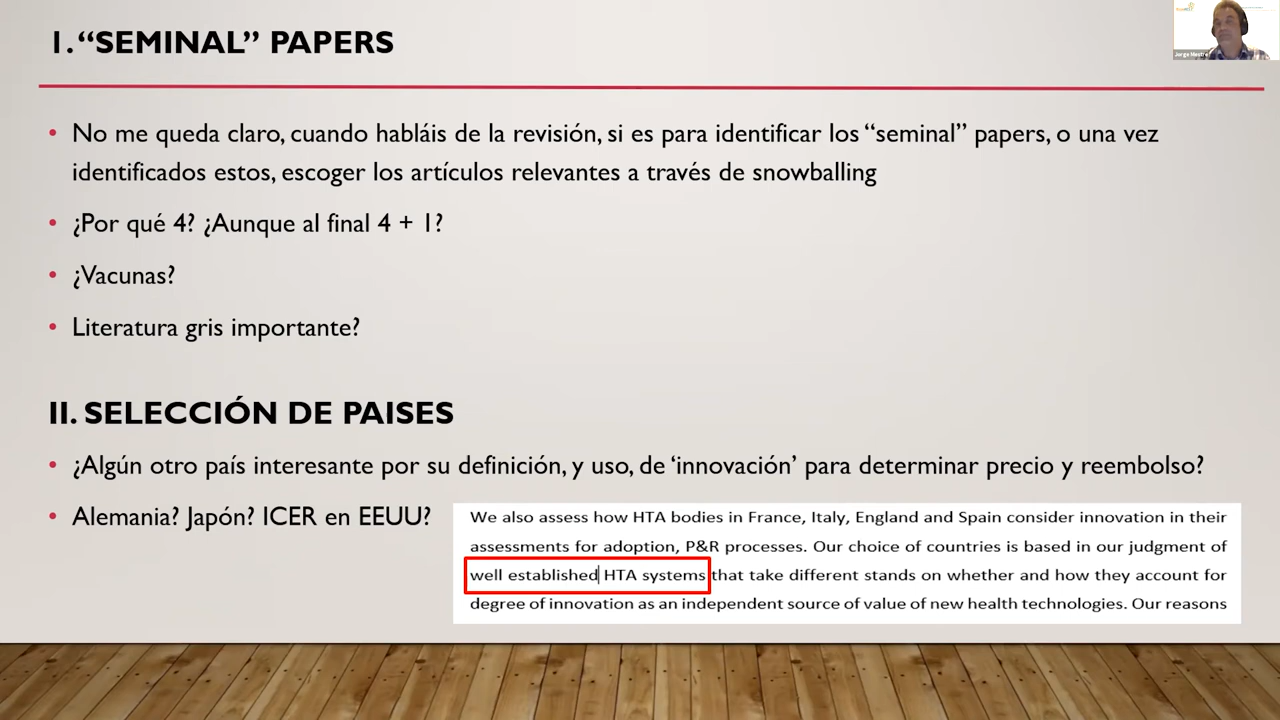 I. “SEMINAL” PAPERS
Jorge Mestre
• No me queda claro, cuando habláis de la revisión, si es para identificar los “seminal” papers, o una vez
identificados estos, escoger los artículos relevantes a través de snowballing
• ¿Por qué 4? ¿Aunque al final 4 + 1?
• ¿Vacunas?
• Literatura gris importante?
II. SELECCIÓN DE PAISES
• ¿Algún otro país interesante por su definición, y uso, de ‘innovación’ para determinar precio y reembolso?
• Alemania? Japón? ICER en EEUU?
We also assess how HTA bodies in France, Italy, England and Spain consider innovation in their
assessments for adoption, P&R processes. Our choice of countries is based in our judgment of
well established HTA systems that take different stands on whether and how they account for
degree of innovation as an independent source of value of new health technologies. Our reasons